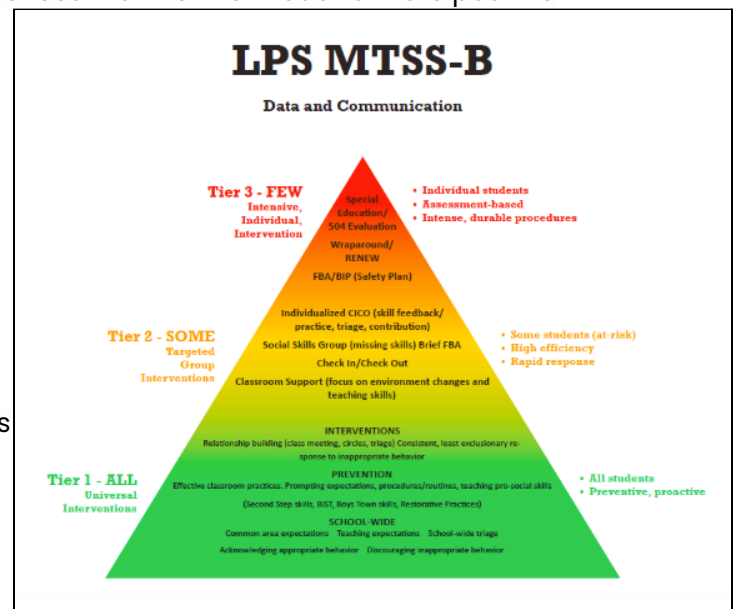 LPS MTSS-B
Data and Communication
Tier 3 - FEW
Intensive,
Individual,
Intervention
Special
Education/
504 Evaluation
Wraparound/
RENEW
FBA/BIP (Safety Plan)
• Individual students
• Assessment-based
• Intense, durable procedures
Tier 2 - SOME
Targeted
Group
Interventions
Individualized CICO (skill feedback/
practice, triage, contribution)
Social Skills Group (missing skills) Brief FBA
Check In/Check Out
Classroom Support (focus on environment changes and
teaching skills)
• Some students (at-risk)
• High efficiency
• Rapid response
s
INTERVENTIONS
Relationship building (class meeting, circles, triage) Consistent, least exclusionary re-
sponse to inappropriate behavior
Tier 1 - ALL
Universal
Interventions
PREVENTION
Effective classroom practices. Prompting expectations, procedures/routines, teaching pro-social skills
(Second Step skills, BIST, Boys Town skills, Restorative Practices)
SCHOOL-WIDE
Common area expectations Teaching expectations School-wide triage
Acknowledging appropriate behavior Discouraging inappropriate behavior
• All students
• Preventive, proactive